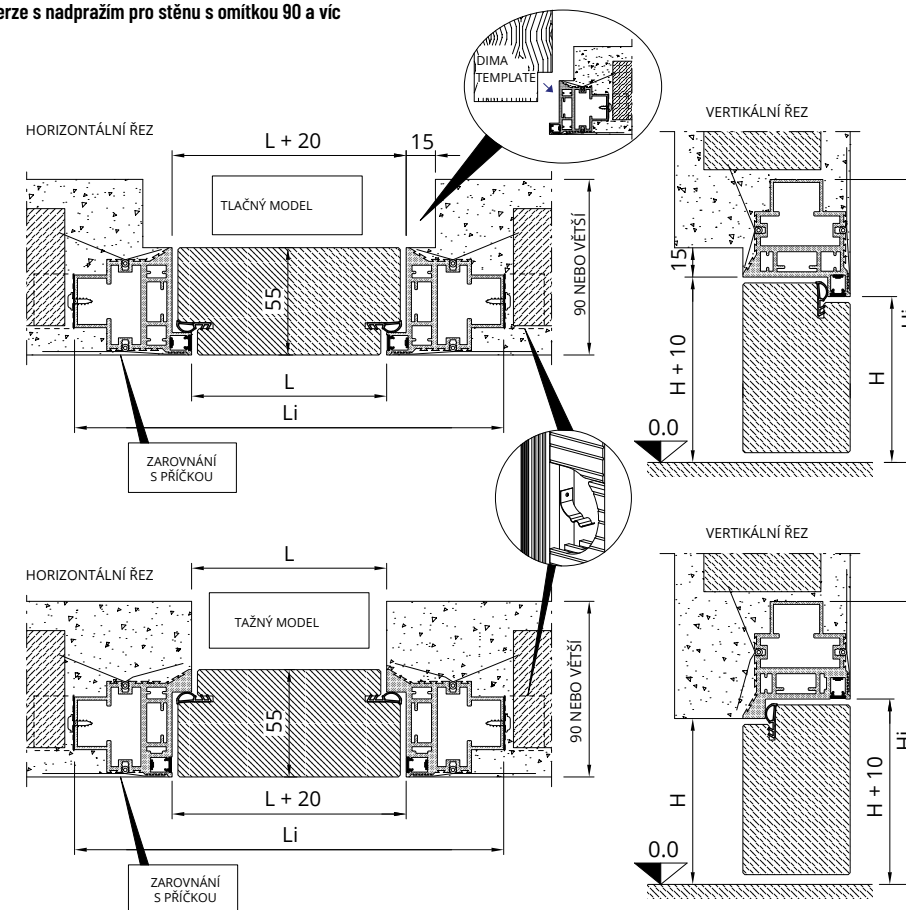 erze s nadpražím pro stěnu s omítkou 90 a víc
DIMA
TEMPLATE
HORIZONTÁLNÍ ŘEZ
L + 20
15
TLAČNÝ MODEL
90 NEBO VĚTŠÍ
55
L
Li
ZAROVNÁNÍ
S PŘÍČKOU
VERTIKÁLNÍ ŘEZ
15
H + 10
H
Hi
0.0
HORIZONTÁLNÍ ŘEZ
L
TAŽNÝ MODEL
90 NEBO VĚTŠÍ
55
L + 20
Li
ZAROVNÁNÍ
S PŘÍČKOU
VERTIKÁLNÍ ŘEZ
H
H + 10
Hi
0.0